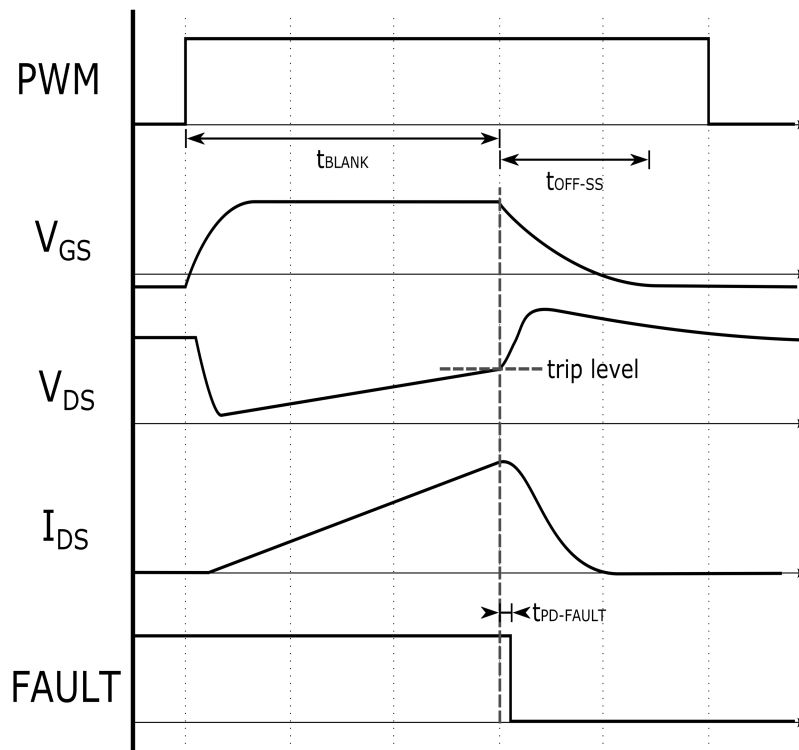 PWM
tBLANK
tOFF-SS
VGS
VDS
trip level
IDS
tPD-FAULT
FAULT